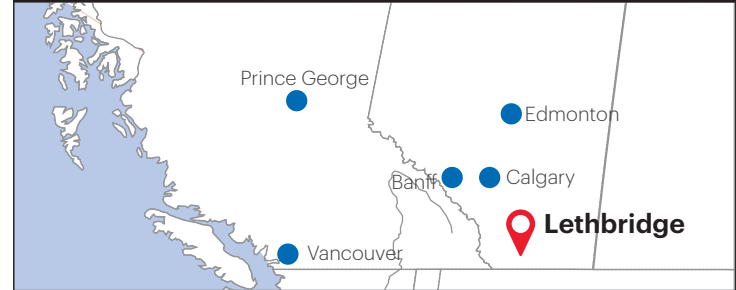 Prince George
Edmonton
Banff
Calgary
Lethbridge
Vancouver